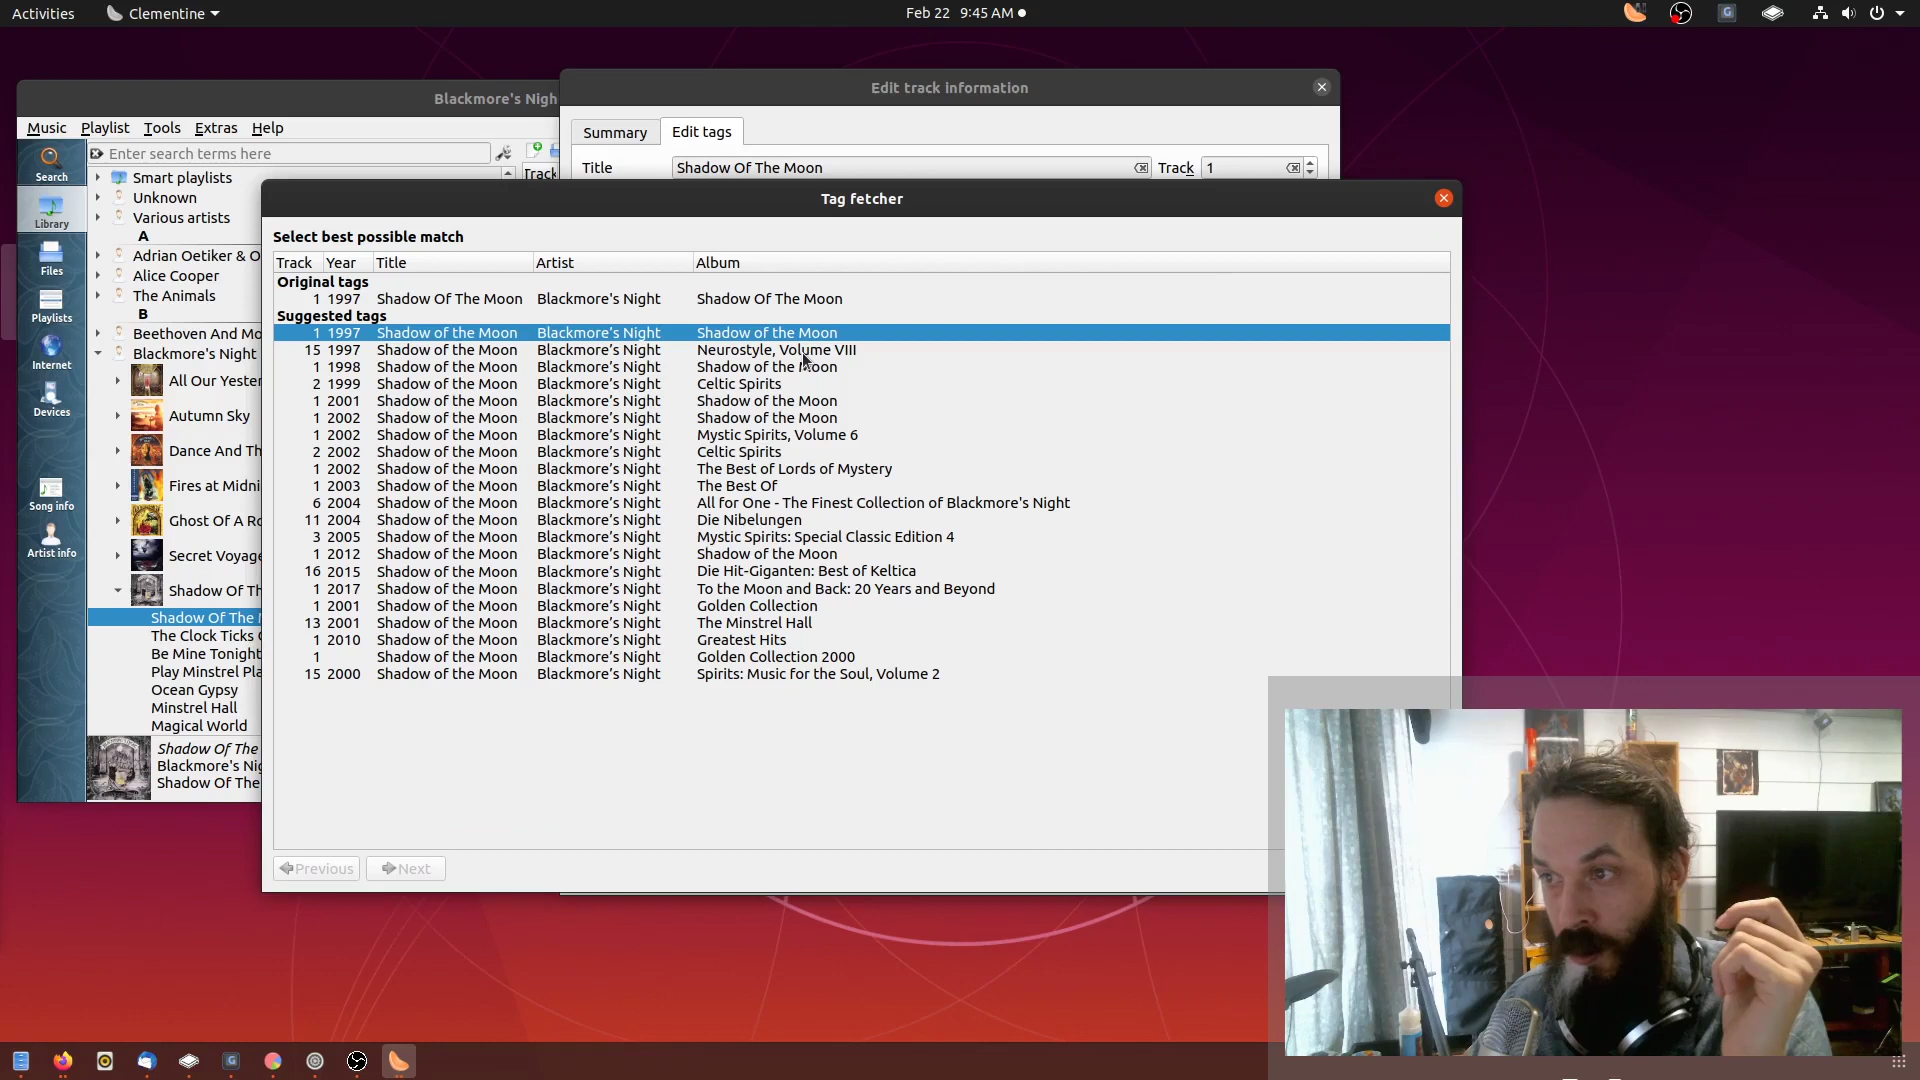 Activities Clementine Feb 22 9:45 AM
Blackmore's Nigh
Edit track information
Music Playlist Tools Extras Help
Summary Edit tags
Enter search terms here
Title Shadow Of The Moon Track 1
Search
Library
Files
Playlists
Internet
Devices
Song info
Artist info
Track
Smart playlists
Unknown
Various artists
A
Adrian Oetiker & O
Alice Cooper
The Animals
B
Beethoven And Mo
Blackmore's Night
All Our Yester
Autumn Sky
Dance And Th
Fires at Midni
Ghost Of A Ro
Secret Voyage
Shadow Of Th
Shadow Of The M
The Clock Ticks O
Be Mine Tonight
Play Minstrel Pla
Ocean Gypsy
Minstrel Hall
Magical World
Shadow Of The
Blackmore's Nig
Shadow Of The
Tag fetcher
Select best possible match
Track Year Title Artist Album
Original tags
1 1997 Shadow Of The Moon Blackmore's Night Shadow Of The Moon
Suggested tags
1 1997 Shadow of the Moon Blackmore’s Night Shadow of the Moon
15 1997 Shadow of the Moon Blackmore’s Night Neurostyle, Volume VIII
1 1998 Shadow of the Moon Blackmore’s Night Shadow of the Moon
2 1999 Shadow of the Moon Blackmore’s Night Celtic Spirits
1 2001 Shadow of the Moon Blackmore’s Night Shadow of the Moon
1 2002 Shadow of the Moon Blackmore’s Night Shadow of the Moon
1 2002 Shadow of the Moon Blackmore’s Night Mystic Spirits, Volume 6
2 2002 Shadow of the Moon Blackmore’s Night Celtic Spirits
1 2002 Shadow of the Moon Blackmore’s Night The Best of Lords of Mystery
1 2003 Shadow of the Moon Blackmore’s Night The Best Of
6 2004 Shadow of the Moon Blackmore’s Night All for One - The Finest Collection of Blackmore's Night
11 2004 Shadow of the Moon Blackmore’s Night Die Nibelungen
3 2005 Shadow of the Moon Blackmore’s Night Mystic Spirits: Special Classic Edition 4
1 2012 Shadow of the Moon Blackmore’s Night Shadow of the Moon
16 2015 Shadow of the Moon Blackmore’s Night Die Hit-Giganten: Best of Keltica
1 2017 Shadow of the Moon Blackmore’s Night To the Moon and Back: 20 Years and Beyond
1 2001 Shadow of the Moon Blackmore’s Night Golden Collection
13 2001 Shadow of the Moon Blackmore’s Night The Minstrel Hall
1 2010 Shadow of the Moon Blackmore’s Night Greatest Hits
1 Shadow of the Moon Blackmore’s Night Golden Collection 2000
15 2000 Shadow of the Moon Blackmore’s Night Spirits: Music for the Soul, Volume 2
Previous Next